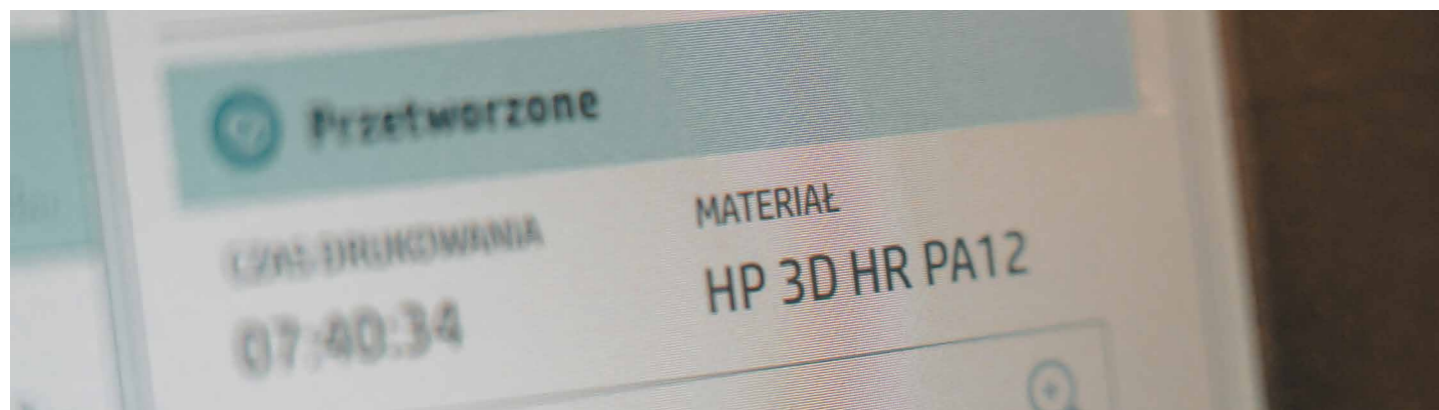 Przetworzone
CZAS DRUKOWANIA
07:40:34
MATERIAŁ
HP 3D HR PA12